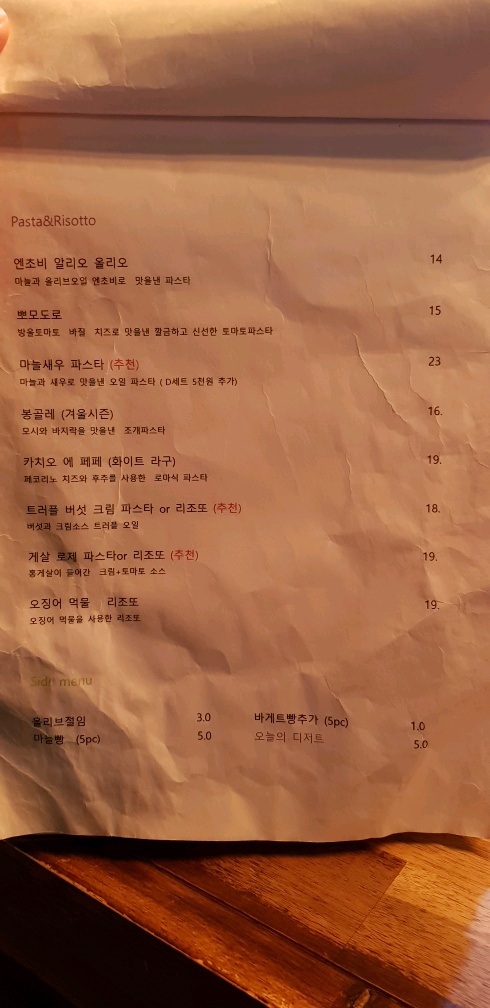 Pasta&Risotto
엔초비 알리오 올리오 14
마늘과 올리브오일 엔초비로 맛을낸 파스타
뽀모도로 15
방울토마토 바질 치즈로 맛을낸 깔금하고 신선한 토마토파스타
마늘새우 파스타 (추천) 23
마늘과 새우로 맛을낸 오일 파스타 ( D세트 5천원 추가)
봉골레 (겨울시즌) 16.
모시와 바지락을 맛을낸 조개파스타
카치오 에 페페 (화이트 라구) 19.
페코리노 치즈와 후추를 사용한 로마식 파스타
트러플 버섯 크림 파스타 or 리조또 (추천) 18.
버섯과 크림소스 트러플 오일
게살 로제 파스타or 리조또 (추천) 19.
홍게살이 들어간 크림+토마토 소스
오징어 먹물 리조또 19.
오징어 먹물을 사용한 리조또
Side menu
올리브절임 3.0 바게트빵추가 (5pc) 1.0
마늘빵 (5pc) 5.0 오늘의 디저트 5.0